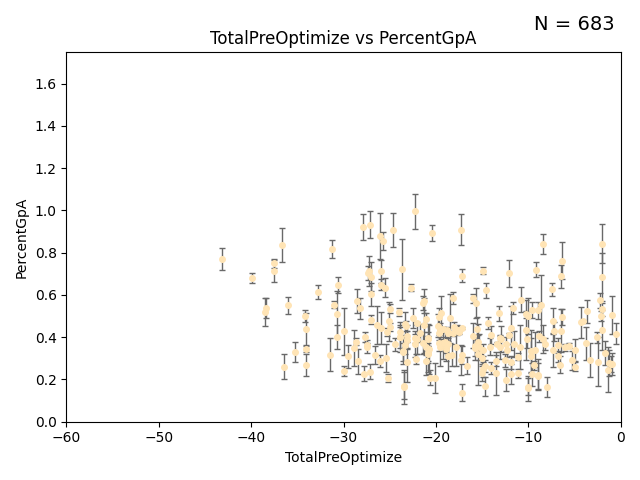 N = 683
TotalPreOptimize vs PercentGpA
1.6
1.4
1.2
1.0
0.8
0.6
0.4
0.2
0.0
PercentGpA
−60 −50 −40 −30 −20 −10 0
TotalPreOptimize